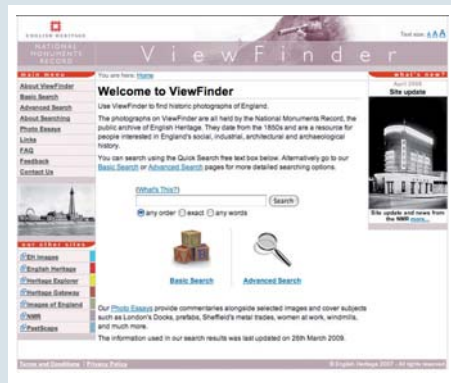 ENGLISH HERITAGE
Text size: A A A
NATIONAL
MONUMENTS
RECORD
ViewFinder
main menu
You are here: Home
what's new?
About ViewFinder
Basic Search
Advanced Search
About Searching
Photo Essays
Links
FAQ
Feedback
Contact Us
Welcome to ViewFinder
Use ViewFinder to find historic photographs of England.
The photographs on ViewFinder are all held by the National Monuments Record, the
public archive of English Heritage. They date from the 1850s and are a resource for
people interested in England's social, industrial, architectural and archaeological
history.
You can search using the Quick Search free text box below. Alternatively go to our
Basic Search or Advanced Search pages for more detailed searching options.
(What's This?)
Search
any order exact any words
Basic Search
Advanced Search
Our Photo Essays provide commentaries alongside selected images and cover subjects
such as London's Docks, prefabs, Sheffield's metal trades, women at work, windmills,
and much more.
The information used in our search results was last updated on 26th March 2009.
April 2009
Site update
Site update and news from
the NMR more...
our other sites
EH Images
English Heritage
Heritage Explorer
Heritage Gateway
Images of England
NMR
PastScape
Terms and Conditions | Privacy Policy
© English Heritage 2007 - All rights reserved